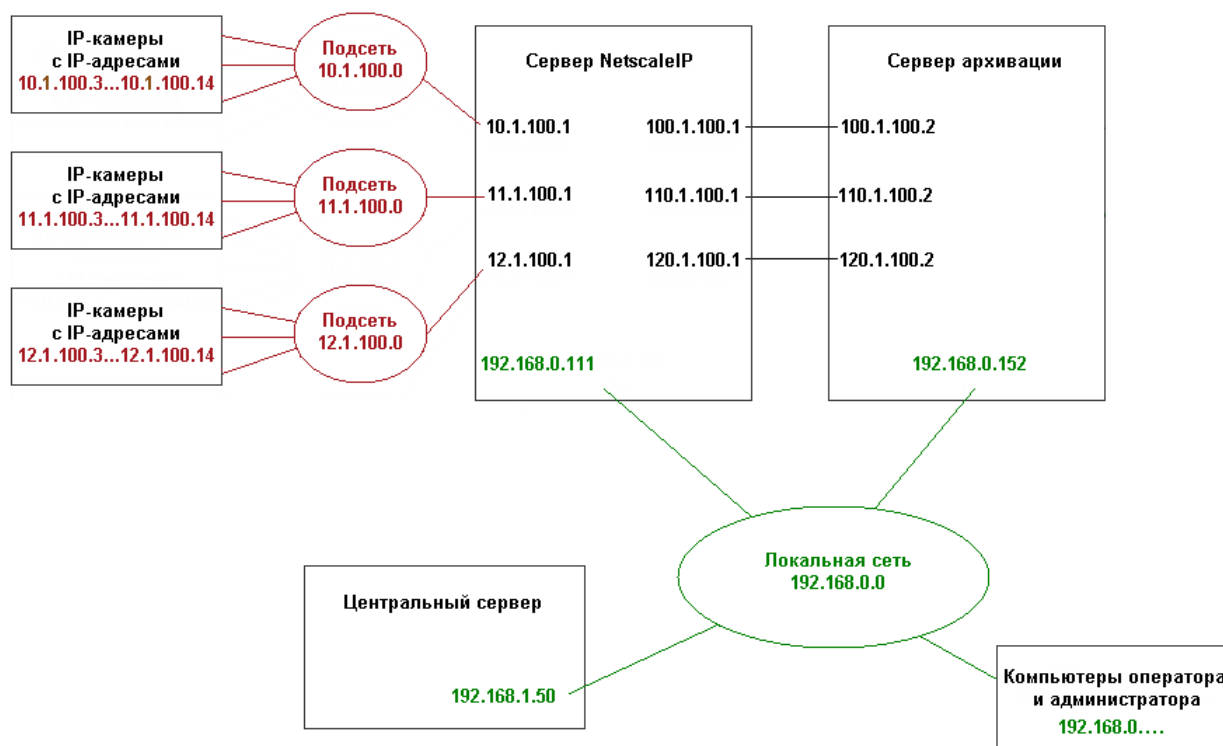 IP-камеры
с IP-адресами
10.1.100.3...10.1.100.14
Подсеть
10.1.100.0
IP-камеры
с IP-адресами
11.1.100.3...11.1.100.14
Подсеть
11.1.100.0
IP-камеры
с IP-адресами
12.1.100.3...12.1.100.14
Подсеть
12.1.100.0
Сервер NetscaleIP
10.1.100.1
100.1.100.1
11.1.100.1
110.1.100.1
12.1.100.1
120.1.100.1
192.168.0.111
Сервер архивации
100.1.100.2
110.1.100.2
120.1.100.2
192.168.0.152
Локальная сеть
192.168.0.0
Центральный сервер
192.168.1.50
Компьютеры оператора
и администратора
192.168.0....